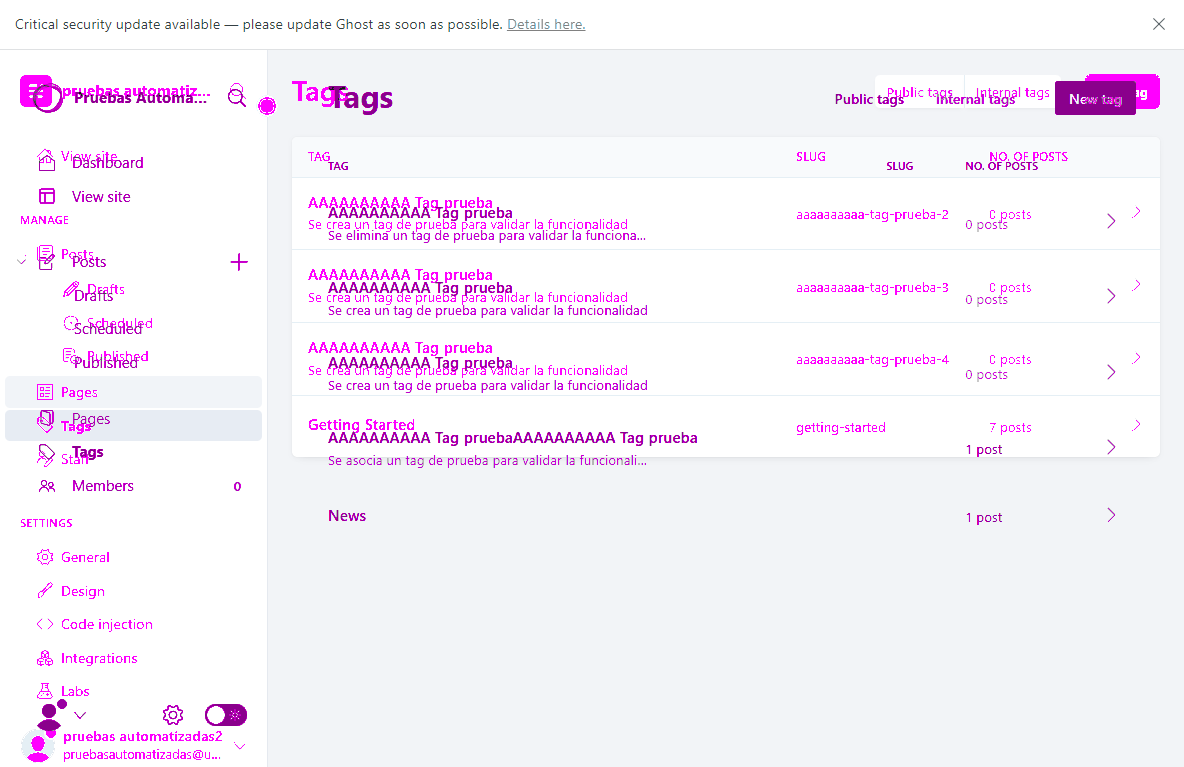 Critical security update available — please update Ghost as soon as possible. Details here.
pruebas automatiz...
Pruebas Automa...
Tags
Tags
Public tags
Internal tags
Public tags
Internal tags
New tag
View site
Dashboard
View site
MANAGE
Posts
Posts
Drafts
Drafts
Scheduled
Scheduled
Published
Published
Pages
Pages
Tags
Tags
Staff
Members 0
SETTINGS
General
Design
Code injection
Integrations
Labs
pruebas automatizadas2
pruebasautomatizadas@u...
TAG SLUG NO. OF POSTS
TAG SLUG NO. OF POSTS
AAAAAAAAAA Tag prueba
Se crea un tag de prueba para validar la funcionalidad
aaaaaaaaaa-tag-prueba-2 0 posts
AAAAAAAAAA Tag prueba
Se elimina un tag de prueba para validar la funciona...
0 posts
AAAAAAAAAA Tag prueba
Se crea un tag de prueba para validar la funcionalidad
aaaaaaaaaa-tag-prueba-3 0 posts
AAAAAAAAAA Tag prueba
Se crea un tag de prueba para validar la funcionalidad
0 posts
AAAAAAAAAA Tag prueba
Se crea un tag de prueba para validar la funcionalidad
aaaaaaaaaa-tag-prueba-4 0 posts
AAAAAAAAAA Tag prueba
Se crea un tag de prueba para validar la funcionalidad
0 posts
Getting Started
getting-started 7 posts
AAAAAAAAAA Tag pruebaAAAAAAAAAA Tag prueba
Se asocia un tag de prueba para validar la funcionali...
1 post
News 1 post